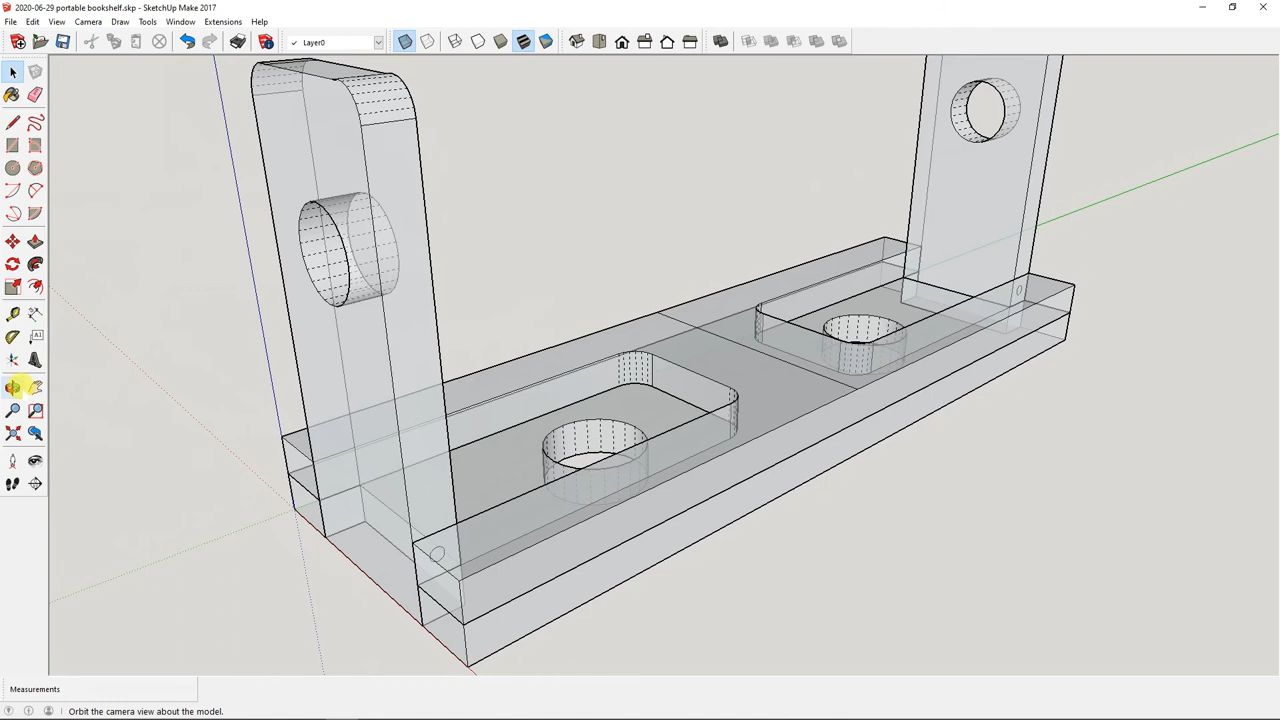 2020-06-29 portable bookshelf.skp - SketchUp Make 2017
File Edit View Camera Draw Tools Window Extensions Help
Layer0
A1
Measurements
Orbit the camera view about the model.